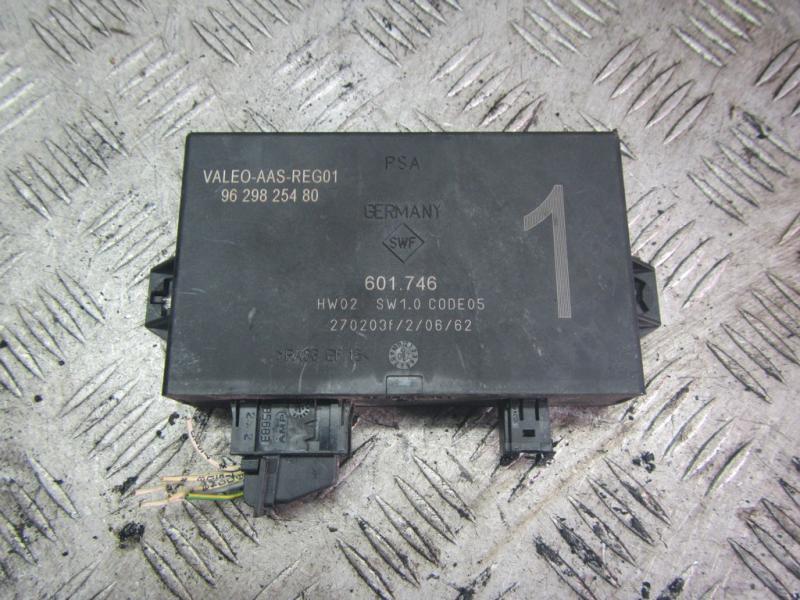 PSA
VALEO-AAS-REG01
96 298 254 80
GERMANY
SWF
1
601.746
HW02 SW1.0 CODE05
270203f/2/06/62
AMP